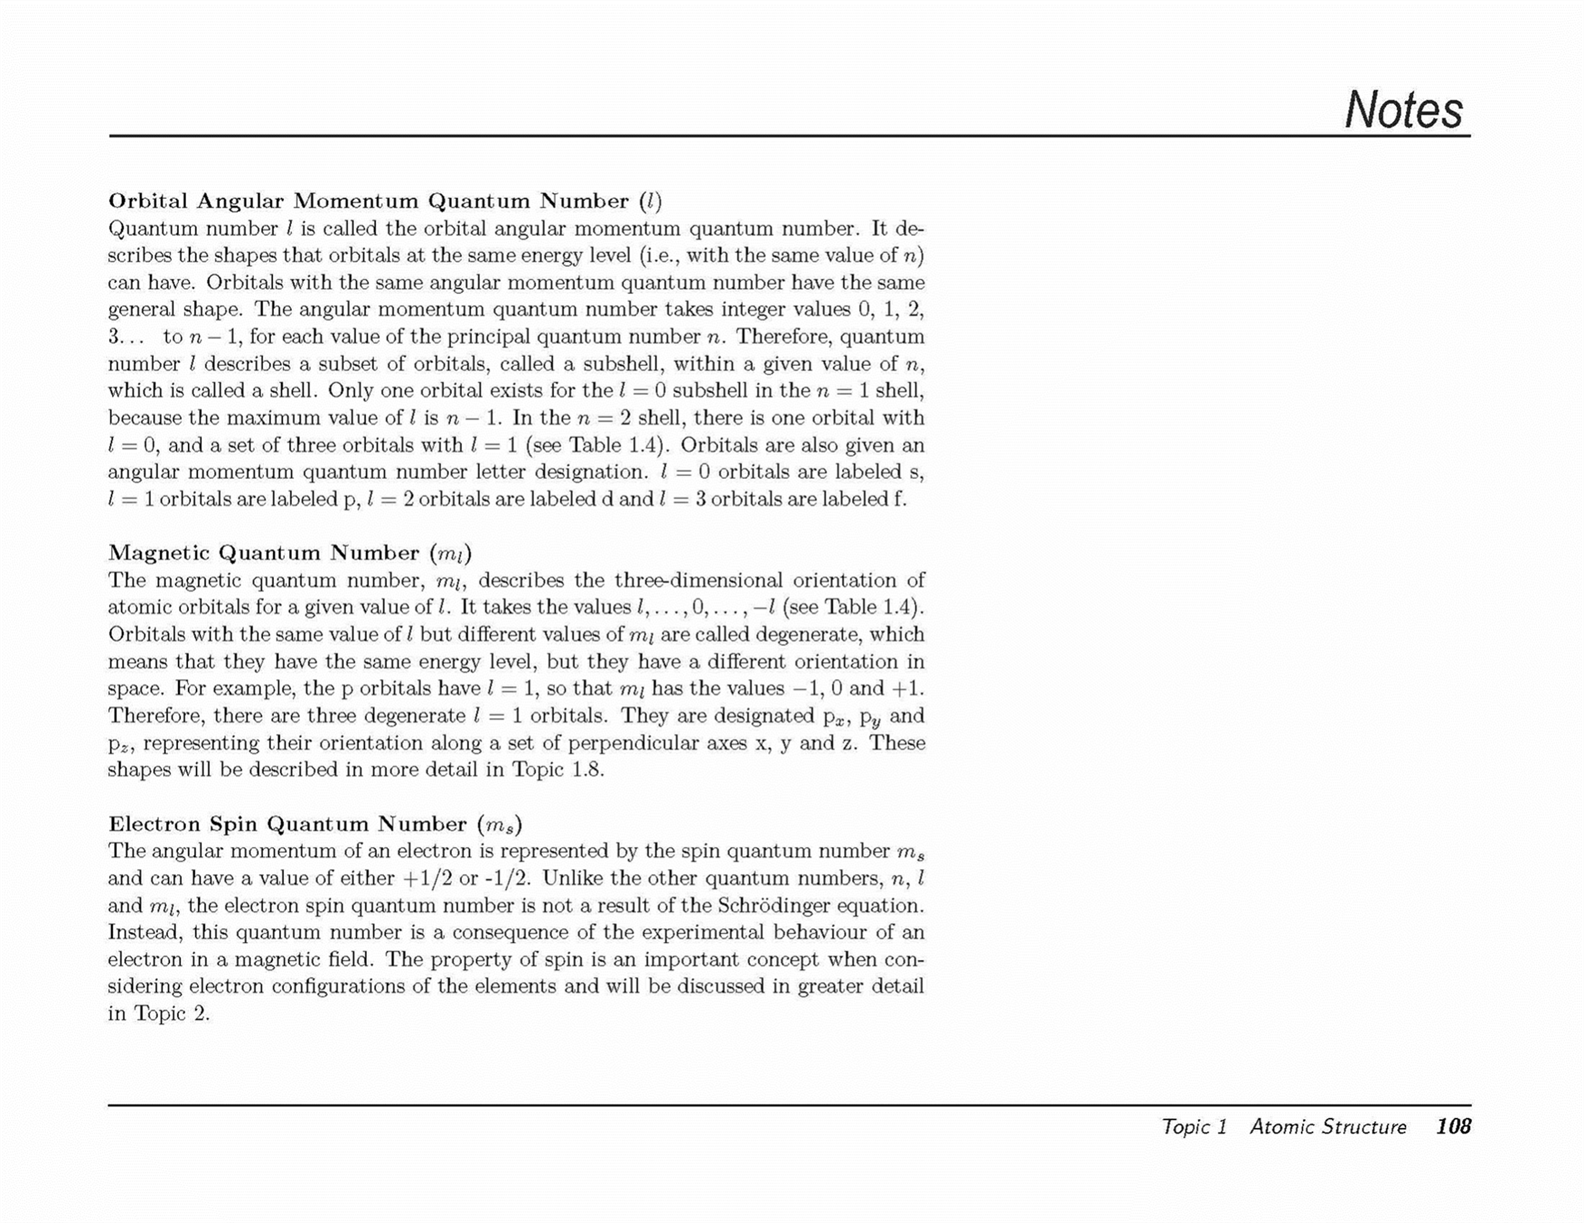 Notes
Orbital Angular Momentum Quantum Number (l)
Quantum number l is called the orbital angular momentum quantum number. It de-
scribes the shapes that orbitals at the same energy level (i.e., with the same value of n)
can have. Orbitals with the same angular momentum quantum number have the same
general shape. The angular momentum quantum number takes integer values 0, 1, 2,
3... to n − 1, for each value of the principal quantum number n. Therefore, quantum
number l describes a subset of orbitals, called a subshell, within a given value of n,
which is called a shell. Only one orbital exists for the l = 0 subshell in the n = 1 shell,
because the maximum value of l is n − 1. In the n = 2 shell, there is one orbital with
l = 0, and a set of three orbitals with l = 1 (see Table 1.4). Orbitals are also given an
angular momentum quantum number letter designation. l = 0 orbitals are labeled s,
l = 1 orbitals are labeled p, l = 2 orbitals are labeled d and l = 3 orbitals are labeled f.
Magnetic Quantum Number (mₗ)
The magnetic quantum number, mₗ, describes the three-dimensional orientation of
atomic orbitals for a given value of l. It takes the values l, . . . , 0, . . . , −l (see Table 1.4).
Orbitals with the same value of l but different values of mₗ are called degenerate, which
means that they have the same energy level, but they have a different orientation in
space. For example, the p orbitals have l = 1, so that mₗ has the values −1, 0 and +1.
Therefore, there are three degenerate l = 1 orbitals. They are designated pₓ, p_y and
p_z, representing their orientation along a set of perpendicular axes x, y and z. These
shapes will be described in more detail in Topic 1.8.
Electron Spin Quantum Number (mₛ)
The angular momentum of an electron is represented by the spin quantum number mₛ
and can have a value of either +1/2 or -1/2. Unlike the other quantum numbers, n, l
and mₗ, the electron spin quantum number is not a result of the Schrödinger equation.
Instead, this quantum number is a consequence of the experimental behaviour of an
electron in a magnetic field. The property of spin is an important concept when con-
sidering electron configurations of the elements and will be discussed in greater detail
in Topic 2.
Topic 1 Atomic Structure 108